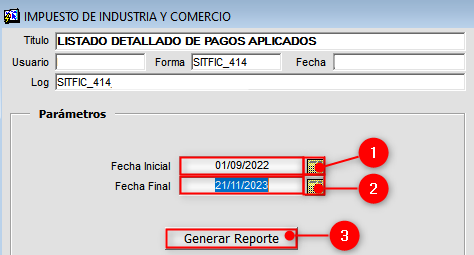 IMPUESTO DE INDUSTRIA Y COMERCIO
Titulo LISTADO DETALLADO DE PAGOS APLICADOS
Usuario Forma SITFIC_414 Fecha
Log SITFIC_414
Parámetros
Fecha Inicial 01/09/2022 1
Fecha Final 21/11/2023 2
Generar Reporte 3